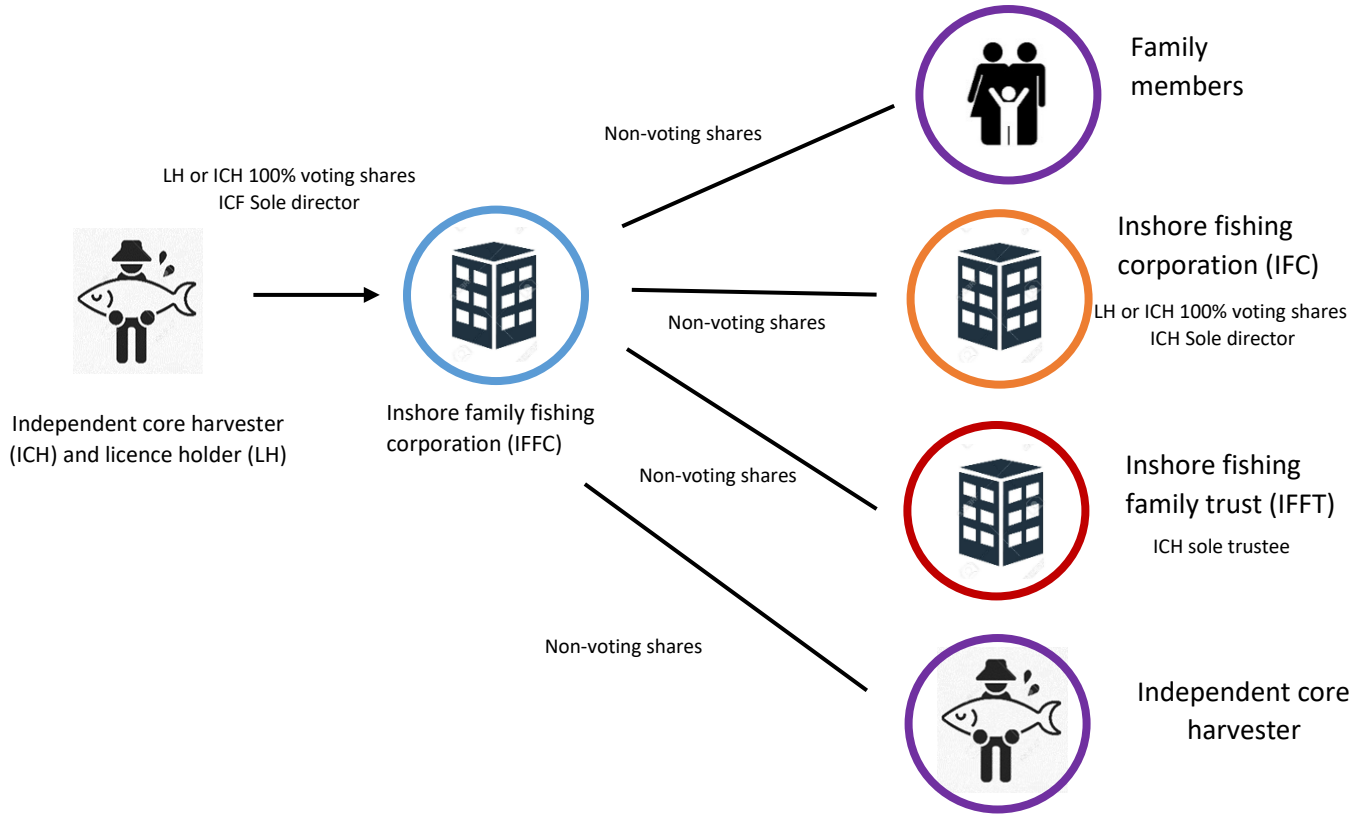 LH or ICH 100% voting shares
ICF Sole director
Independent core harvester
(ICH) and licence holder (LH)
Inshore family fishing
corporation (IFFC)
Non-voting shares
Family
members
Non-voting shares
Inshore fishing
corporation (IFC)
LH or ICH 100% voting shares
ICH Sole director
Non-voting shares
Inshore fishing
family trust (IFFT)
ICH sole trustee
Non-voting shares
Independent core
harvester